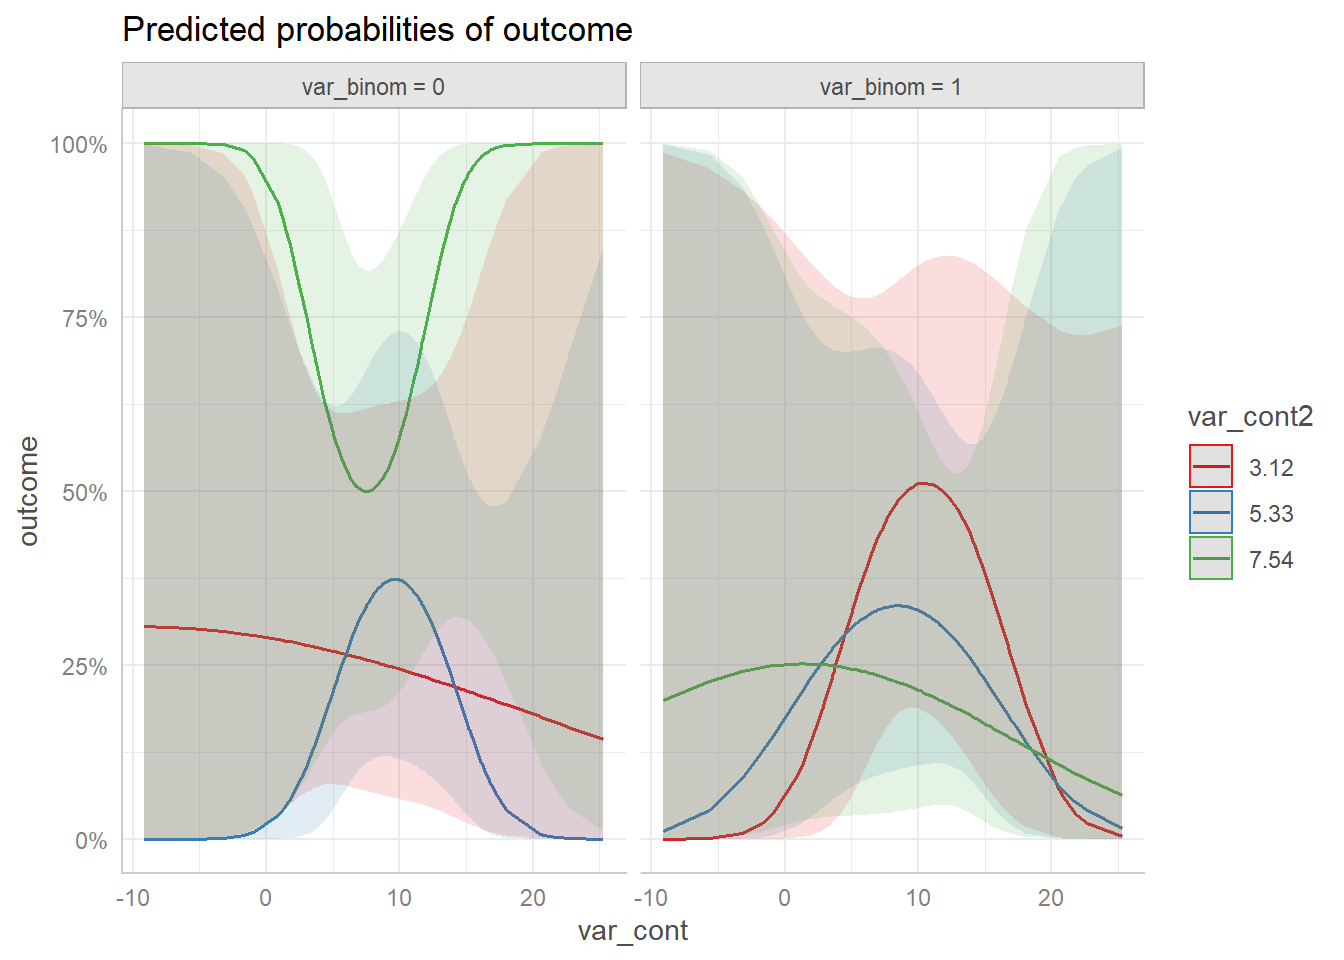 Predicted probabilities of outcome
var_binom = 0
var_binom = 1
100%
75%
50%
25%
0%
outcome
-10 0 10 20
-10 0 10 20
var_cont
var_cont2
3.12
5.33
7.54